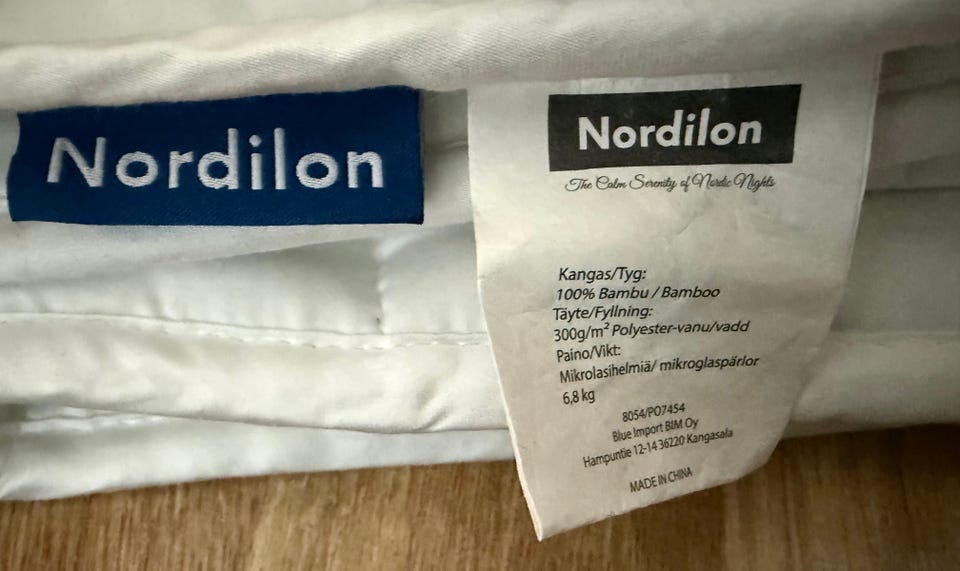 Nordilon
Nordilon
The Calm Serenity of Nordic Nights
Kangas/Tyg:
100% Bambu / Bamboo
Täyte/Fyllning:
300g/m² Polyester-vanu/vadd
Paino/Vikt:
Mikrolasihelmiä/ mikroglaspärlor
6,8 kg
8054/PO7454
Blue Import BIM Oy
Hampuntie 12-14 36220 Kangasala
MADE IN CHINA